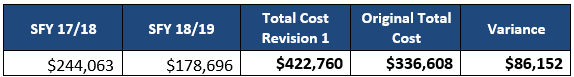 SFY 17/18 SFY 18/19 Total Cost Revision 1 Original Total Cost Variance
$244,063 $178,696 $422,760 $336,608 $86,152